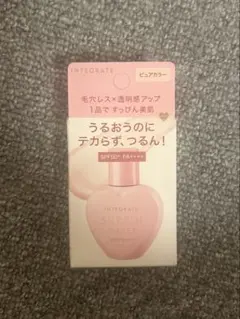 INTEGRATE
ピュアカラー
毛穴レス×透明感アップ
1品ですっぴん美肌
うるおうのに
テカらず、つるん!
SPF50+ PA++++
INTEGRATE